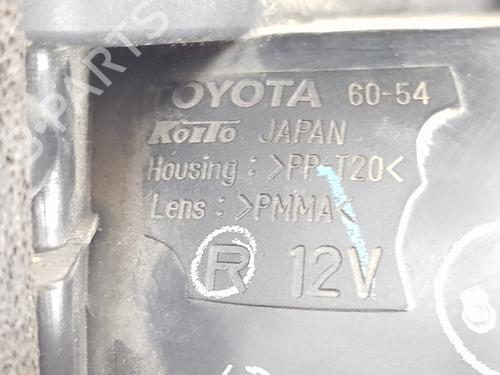 TOYOTA 60-54
KOITO JAPAN
Housing : >PP-T20<
Lens : >PMMA<
R 12V